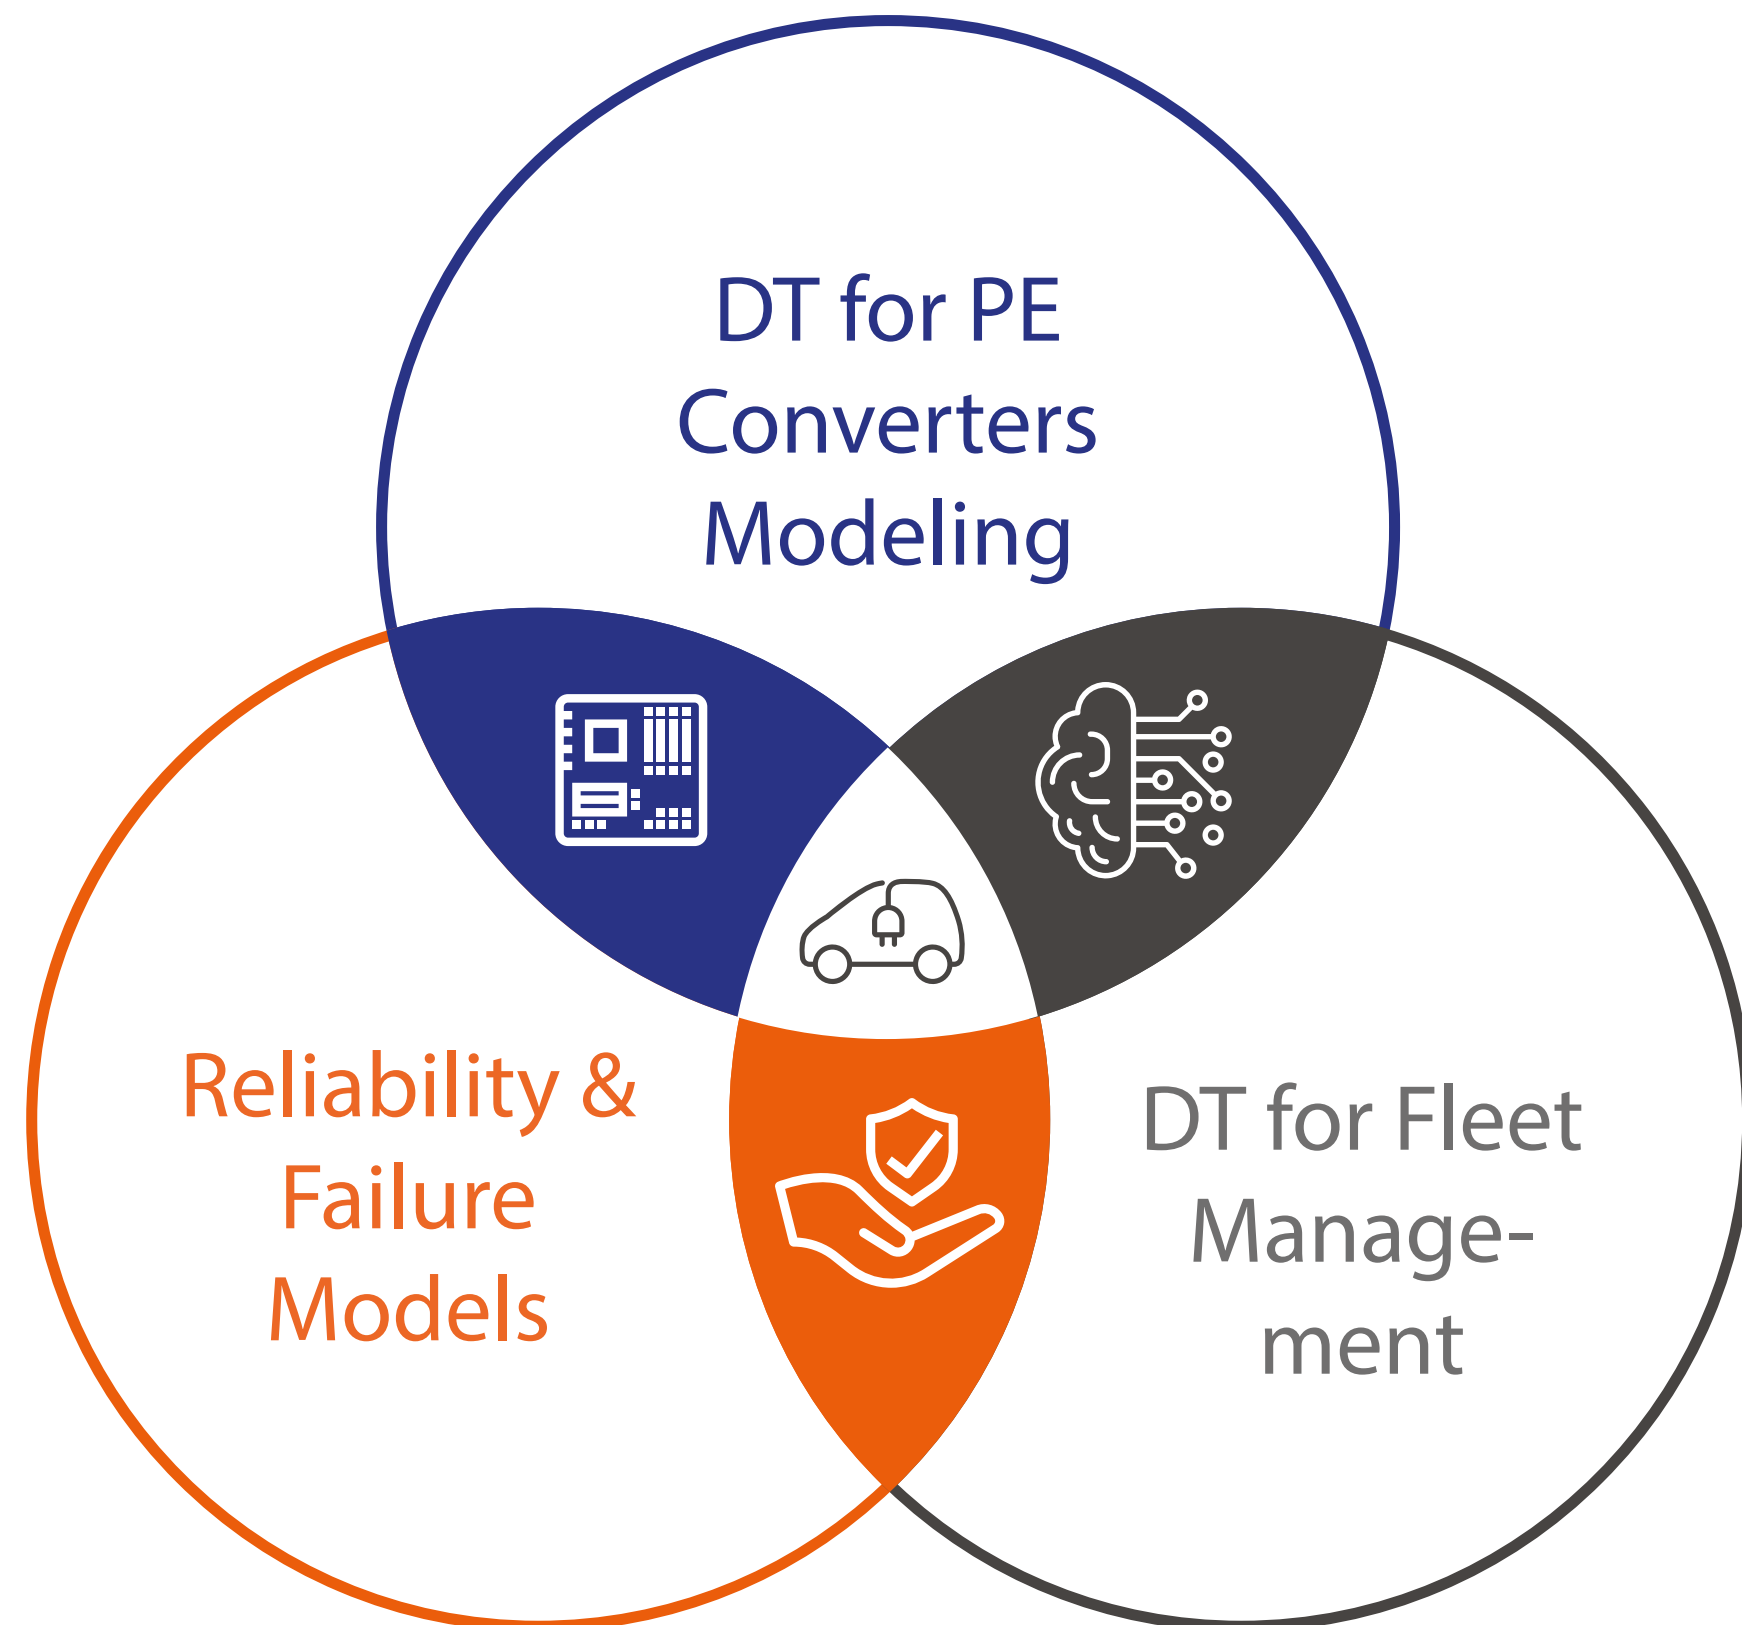 DT for PE
Converters
Modeling
Reliability &
Failure
Models
DT for Fleet
Manage-
ment